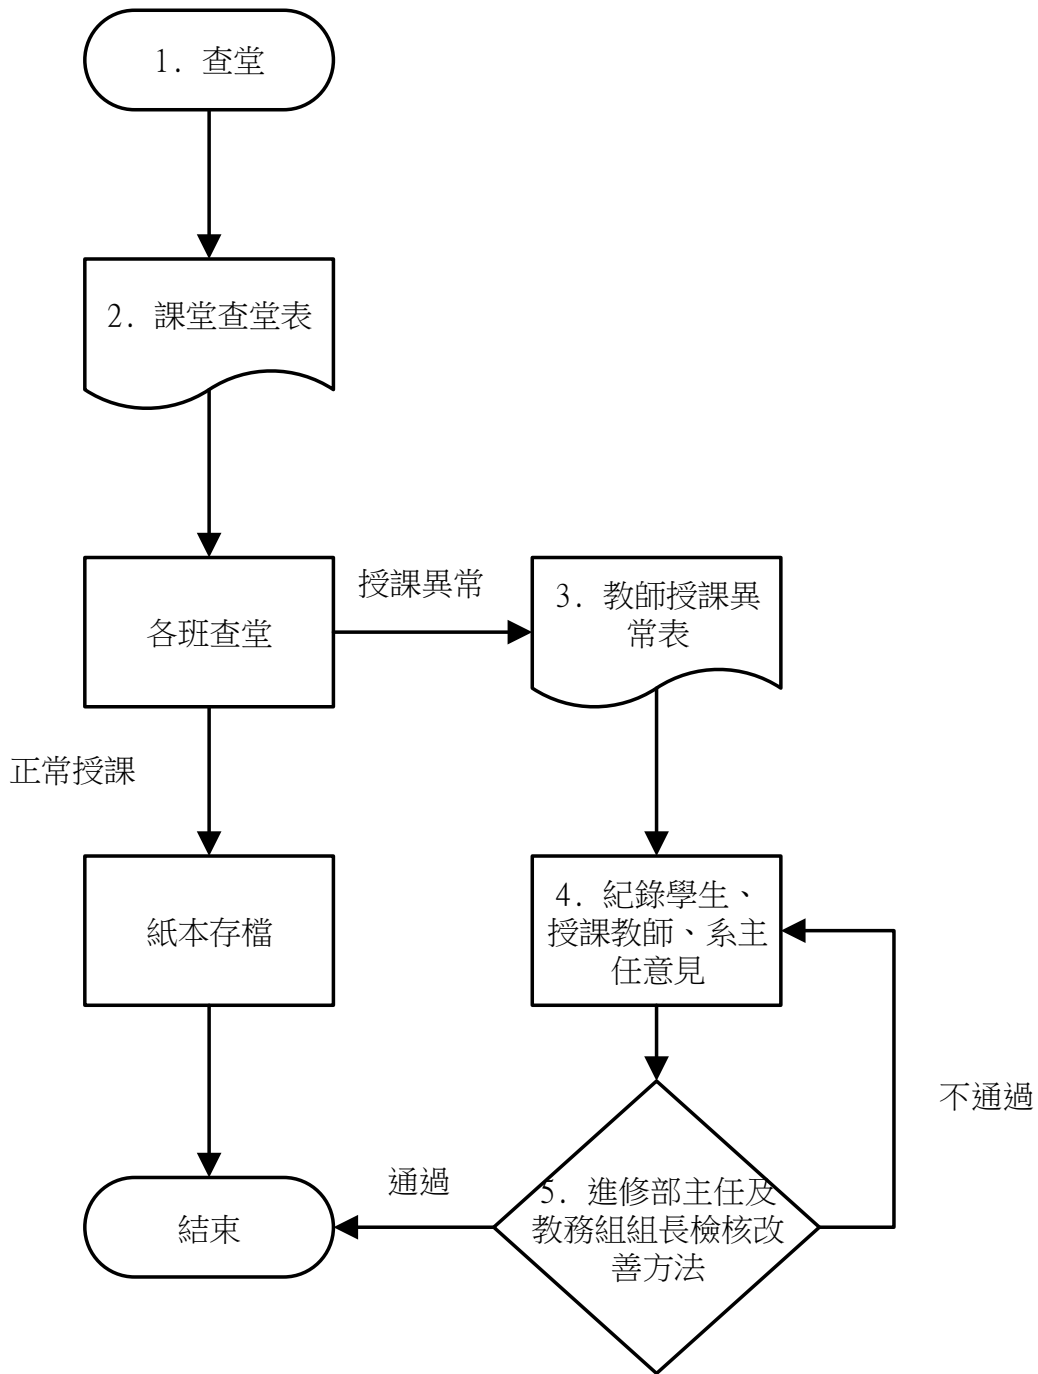 1. 查堂
2. 課堂查堂表
各班查堂
授課異常
3. 教師授課異
常表
正常授課
紙本存檔
4. 紀錄學生、
授課教師、系主
任意見
不通過
通過
結束
5. 進修部主任及
教務組組長檢核改
善方法